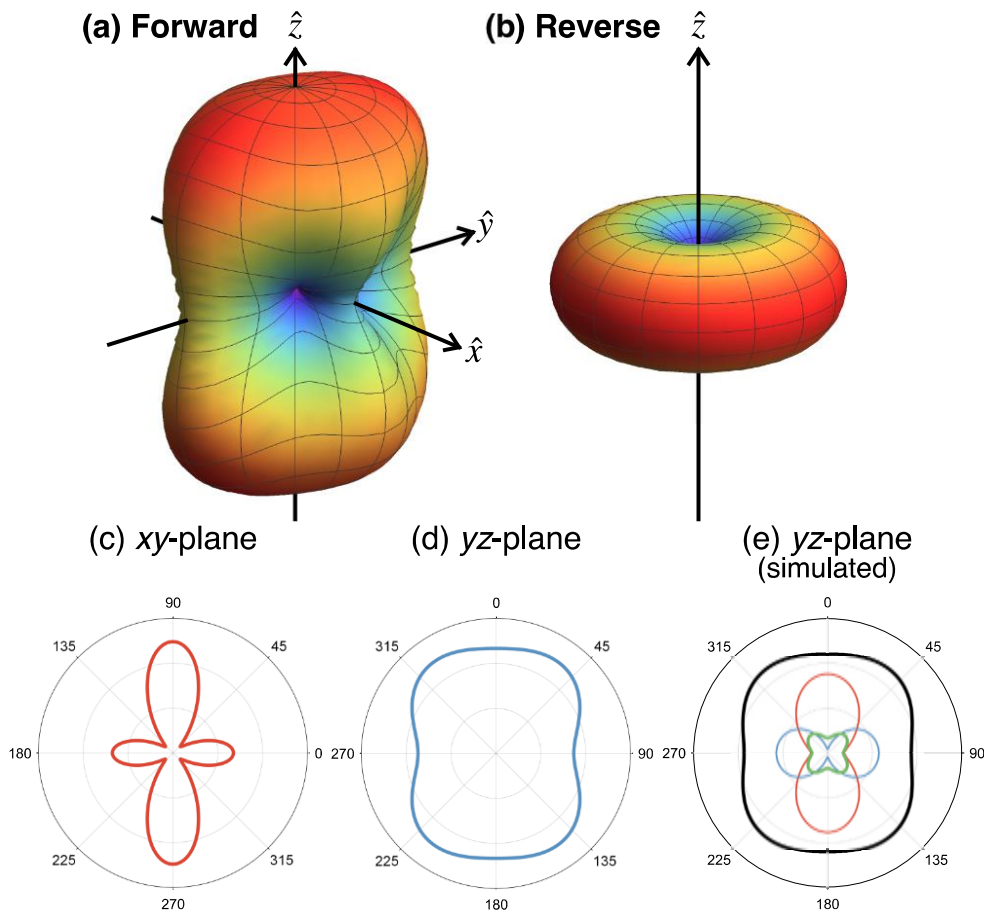 (a) Forward ẑ
(b) Reverse ẑ
ŷ
x̂
(c) xy-plane
(d) yz-plane
(e) yz-plane
(simulated)
90
135 45
180 0
225 315
270
0
315 45
270 90
225 135
180
0
315 45
270 90
225 135
180